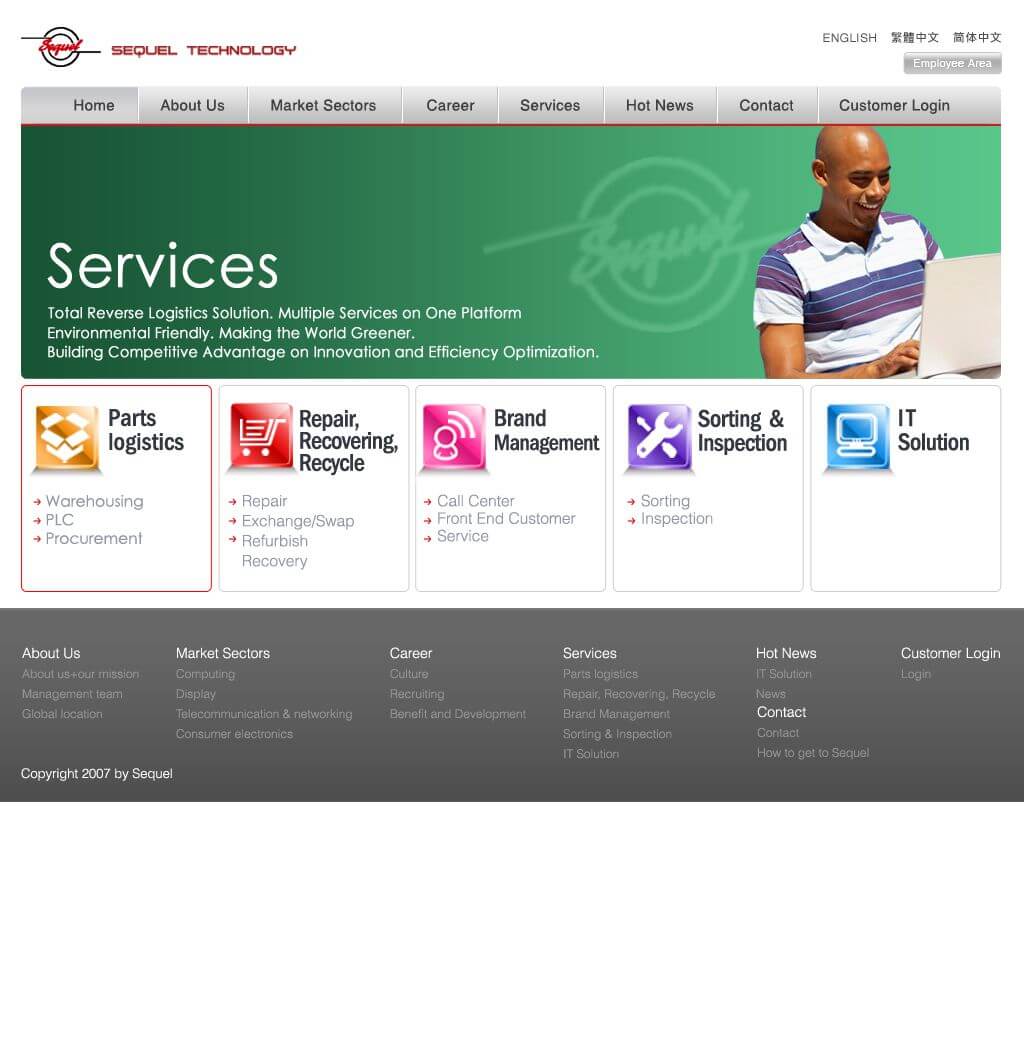 Sequel SEQUEL TECHNOLOGY
ENGLISH 繁體中文 简体中文
Employee Area
Home About Us Market Sectors Career Services Hot News Contact Customer Login
Sequel
Services
Total Reverse Logistics Solution. Multiple Services on One Platform
Environmental Friendly. Making the World Greener.
Building Competitive Advantage on Innovation and Efficiency Optimization.
Parts
logistics
Warehousing
PLC
Procurement
Repair,
Recovering,
Recycle
Repair
Exchange/Swap
Refurbish
Recovery
Brand
Management
Call Center
Front End Customer
Service
Sorting &
Inspection
Sorting
Inspection
IT
Solution
About Us
About us+our mission
Management team
Global location
Market Sectors
Computing
Display
Telecommunication & networking
Consumer electronics
Career
Culture
Recruiting
Benefit and Development
Services
Parts logistics
Repair, Recovering, Recycle
Brand Management
Sorting & Inspection
IT Solution
Hot News
IT Solution
News
Contact
Contact
How to get to Sequel
Customer Login
Login
Copyright 2007 by Sequel